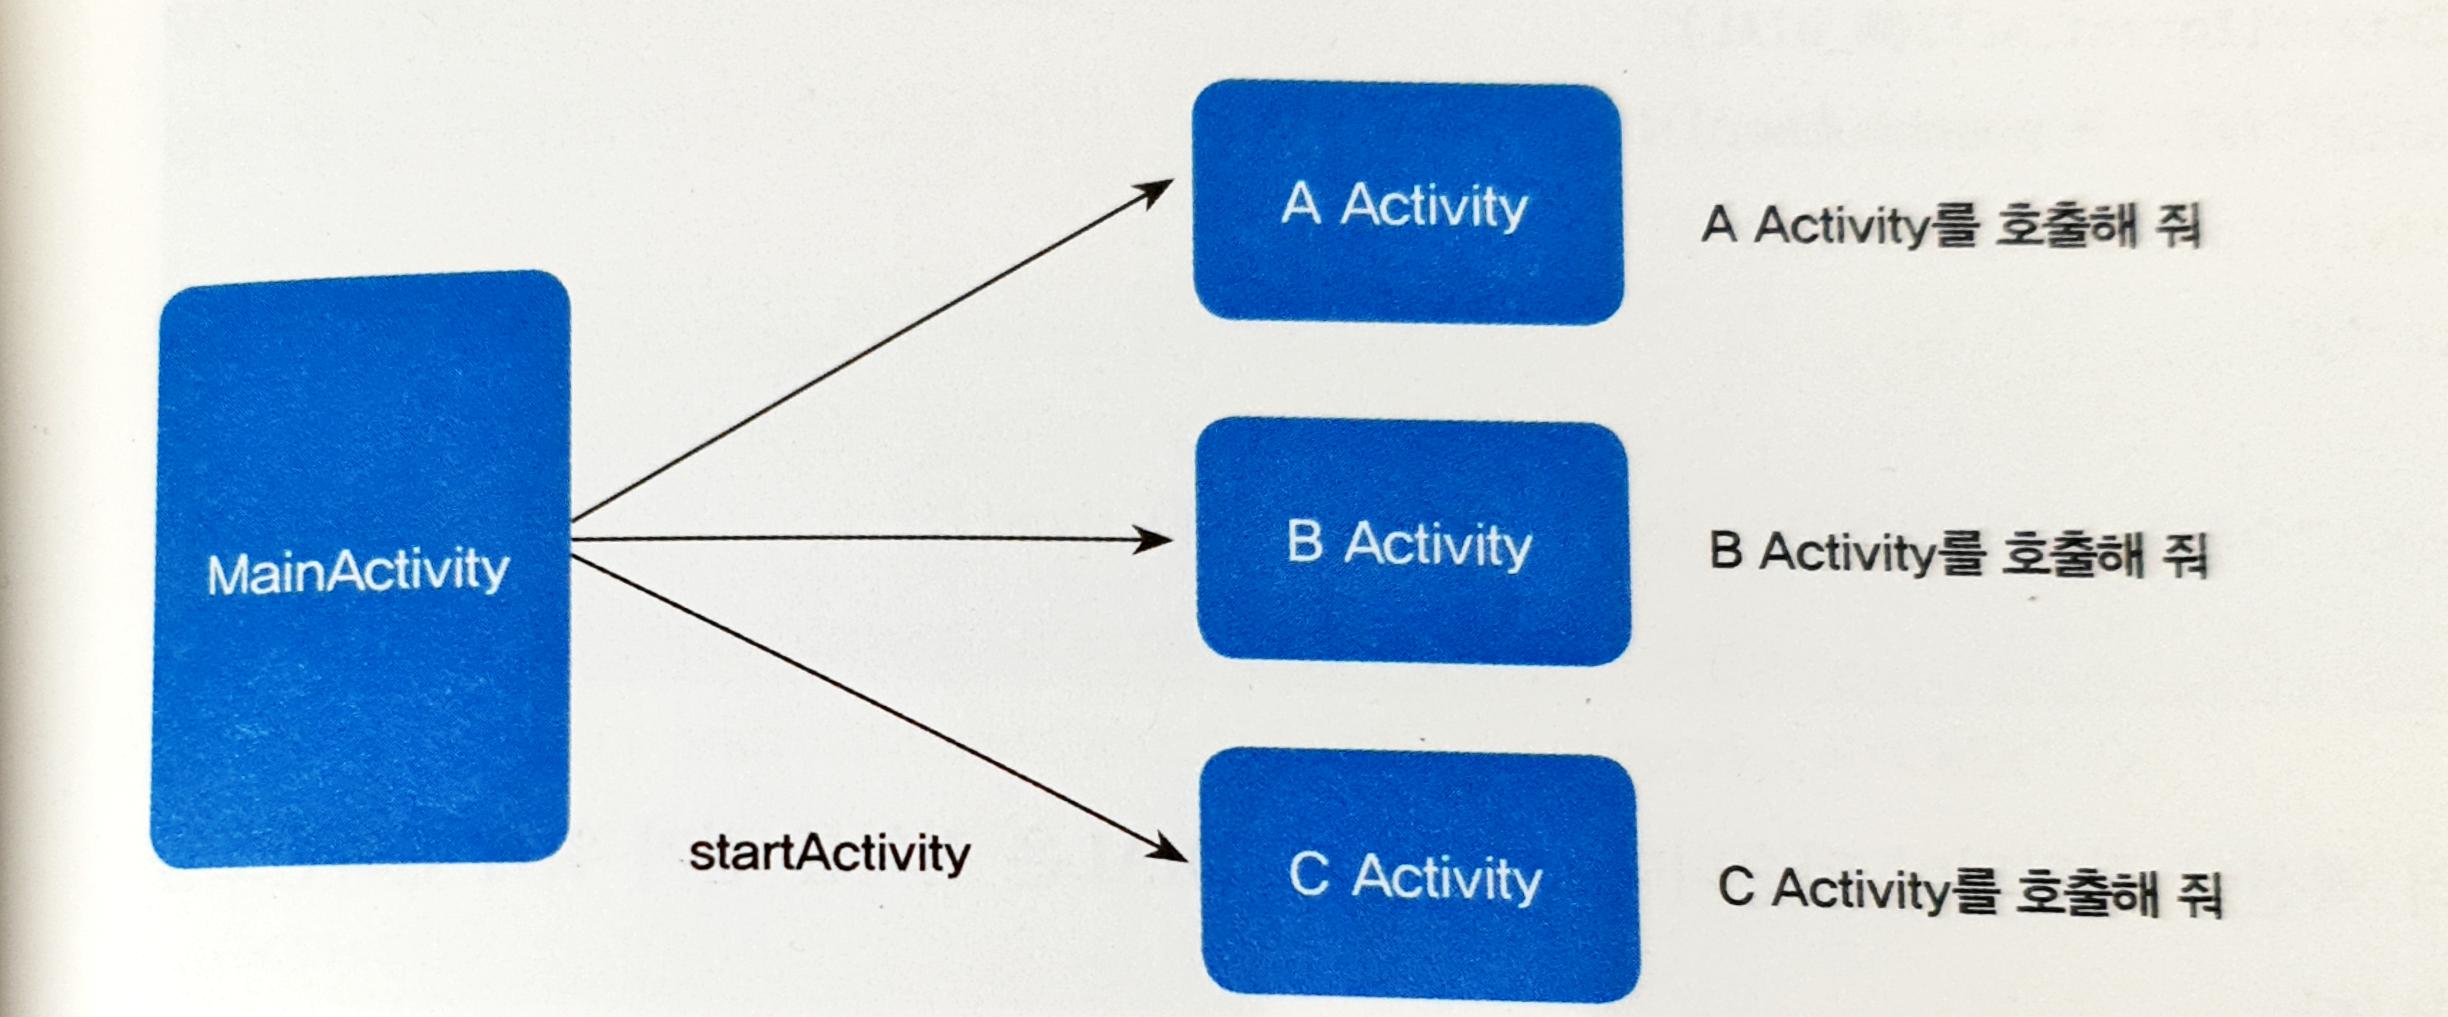 A Activity
A Activity를 호출해 줘
MainActivity
B Activity
B Activity를 호출해 줘
startActivity
C Activity
C Activity를 호출해 줘